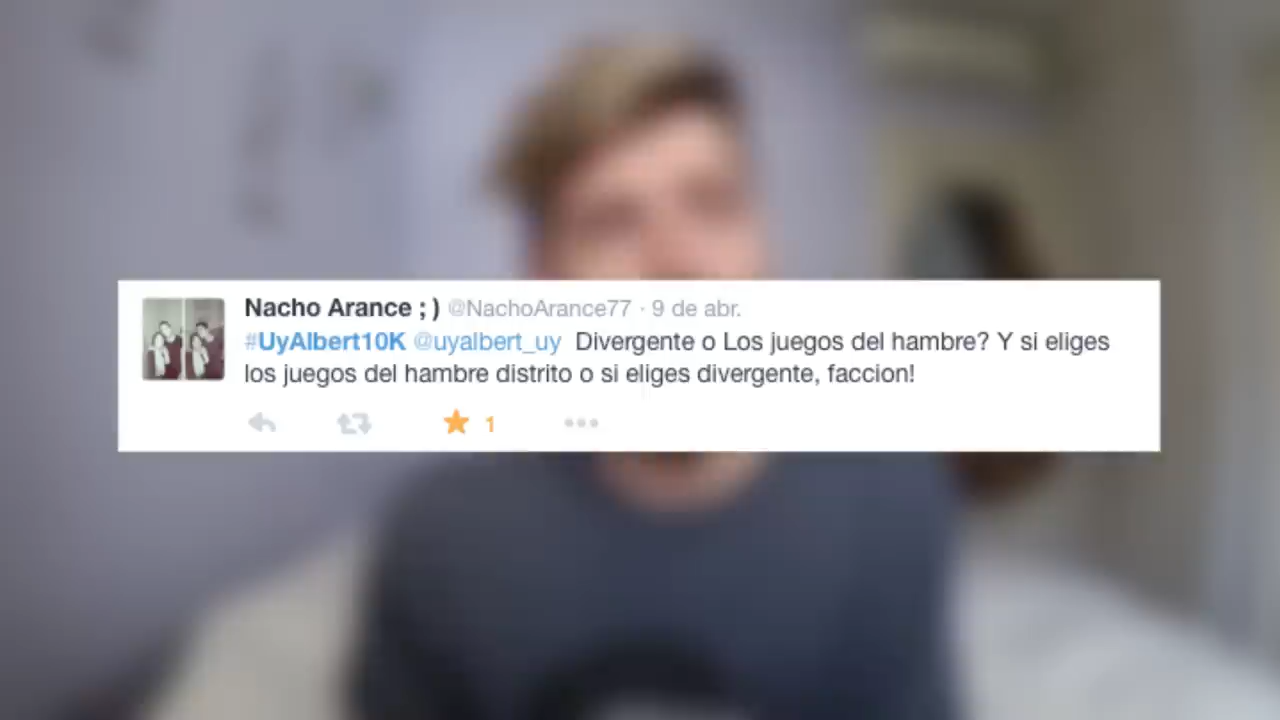 Nacho Arance ; ) @NachoArance77 · 9 de abr.
#UyAlbert10K @uyalbert_uy Divergente o Los juegos del hambre? Y si eliges
los juegos del hambre distrito o si eliges divergente, faccion!
1